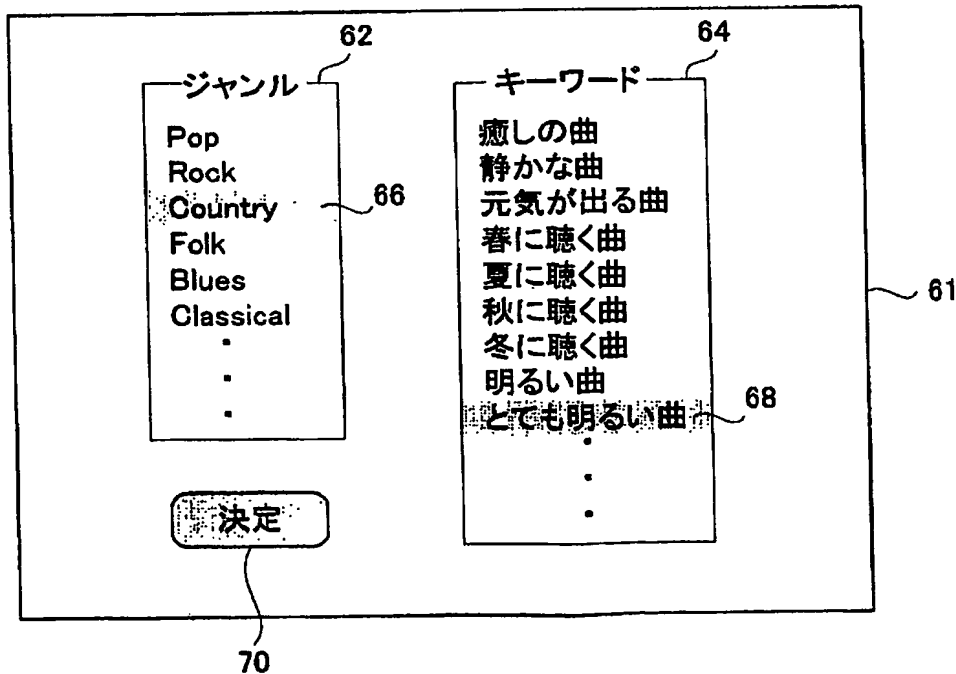 62
64
ジャンル
キーワード
Pop
Rock
Country
Folk
Blues
Classical
66
癒しの曲
静かな曲
元気が出る曲
春に聴く曲
夏に聴く曲
秋に聴く曲
冬に聴く曲
明るい曲
とても明るい曲
68
61
決定
70